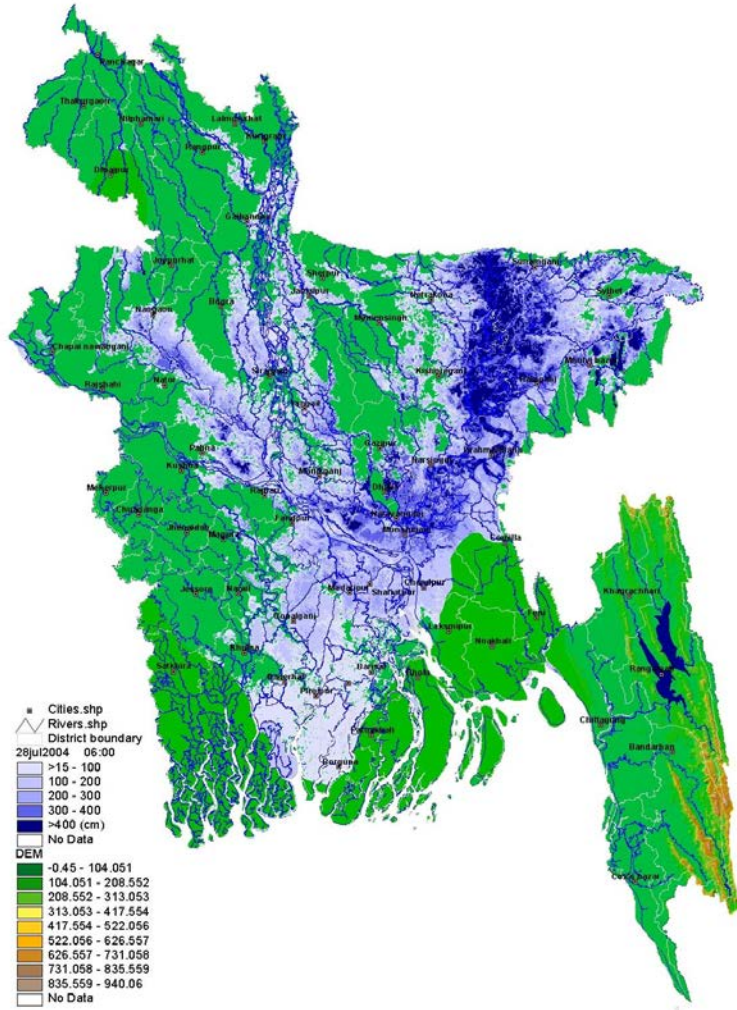 Panchagar
Thakurgaon
Nilphamari
Lalmonirhat
Kurigram
Rangpur
Dinajpur
Gaibandha
Joypurhat
Sherpur
Jamalpur
Sunamganj
Netrakona
Sylhet
Bogra
Naogaon
Mymensingh
Chapai nawabganj
Sirajganj
Kishoreganj
Moulvi bazar
Rajshahi
Nator
Habiganj
Tangail
Gazipur
Pabna
Narsingdi
Kushtia
Manikganj
Meherpur
Dhaka
Rajbari
Chuadanga
Narayanganj
Faridpur
Jhenaidah
Munshiganj
Magura
Comilla
Khagrachhari
Jessore
Narail
Madaripur
Shariatpur
Chandpur
Gopalganj
Feni
Laksmipur
Noakhali
Khulna
Satkhira
Barisal
Bhola
Rangamati
Bagerhat
Pirojpur
Chittagong
Patuakhali
Bandarban
Barguna
Cox's bazar
Cities.shp
Rivers.shp
District boundary
28jul2004 06:00
>15 - 100
100 - 200
200 - 300
300 - 400
>400 (cm)
No Data
DEM
-0.45 - 104.051
104.051 - 208.552
208.552 - 313.053
313.053 - 417.554
417.554 - 522.056
522.056 - 626.557
626.557 - 731.058
731.058 - 835.559
835.559 - 940.06
No Data